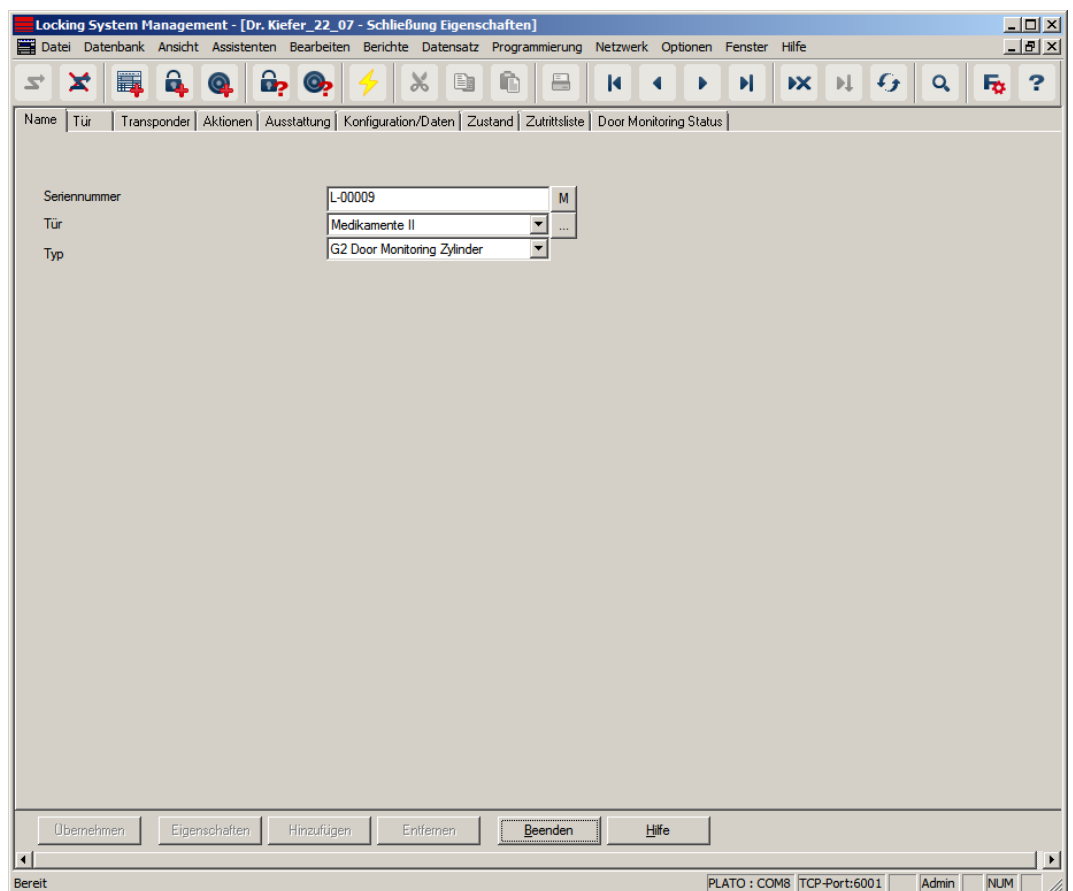 Locking System Management - [Dr. Kiefer_22_07 - Schließung Eigenschaften]
Datei Datenbank Ansicht Assistenten Bearbeiten Berichte Datensatz Programmierung Netzwerk Optionen Fenster Hilfe
Name Tür Transponder Aktionen Ausstattung Konfiguration/Daten Zustand Zutrittsliste Door Monitoring Status
Seriennummer L-00009 M
Tür Medikamente II ...
Typ G2 Door Monitoring Zylinder
Übernehmen Eigenschaften Hinzufügen Entfernen Beenden Hilfe
Bereit PLATO : COM8 TCP-Port:6001 Admin NUM